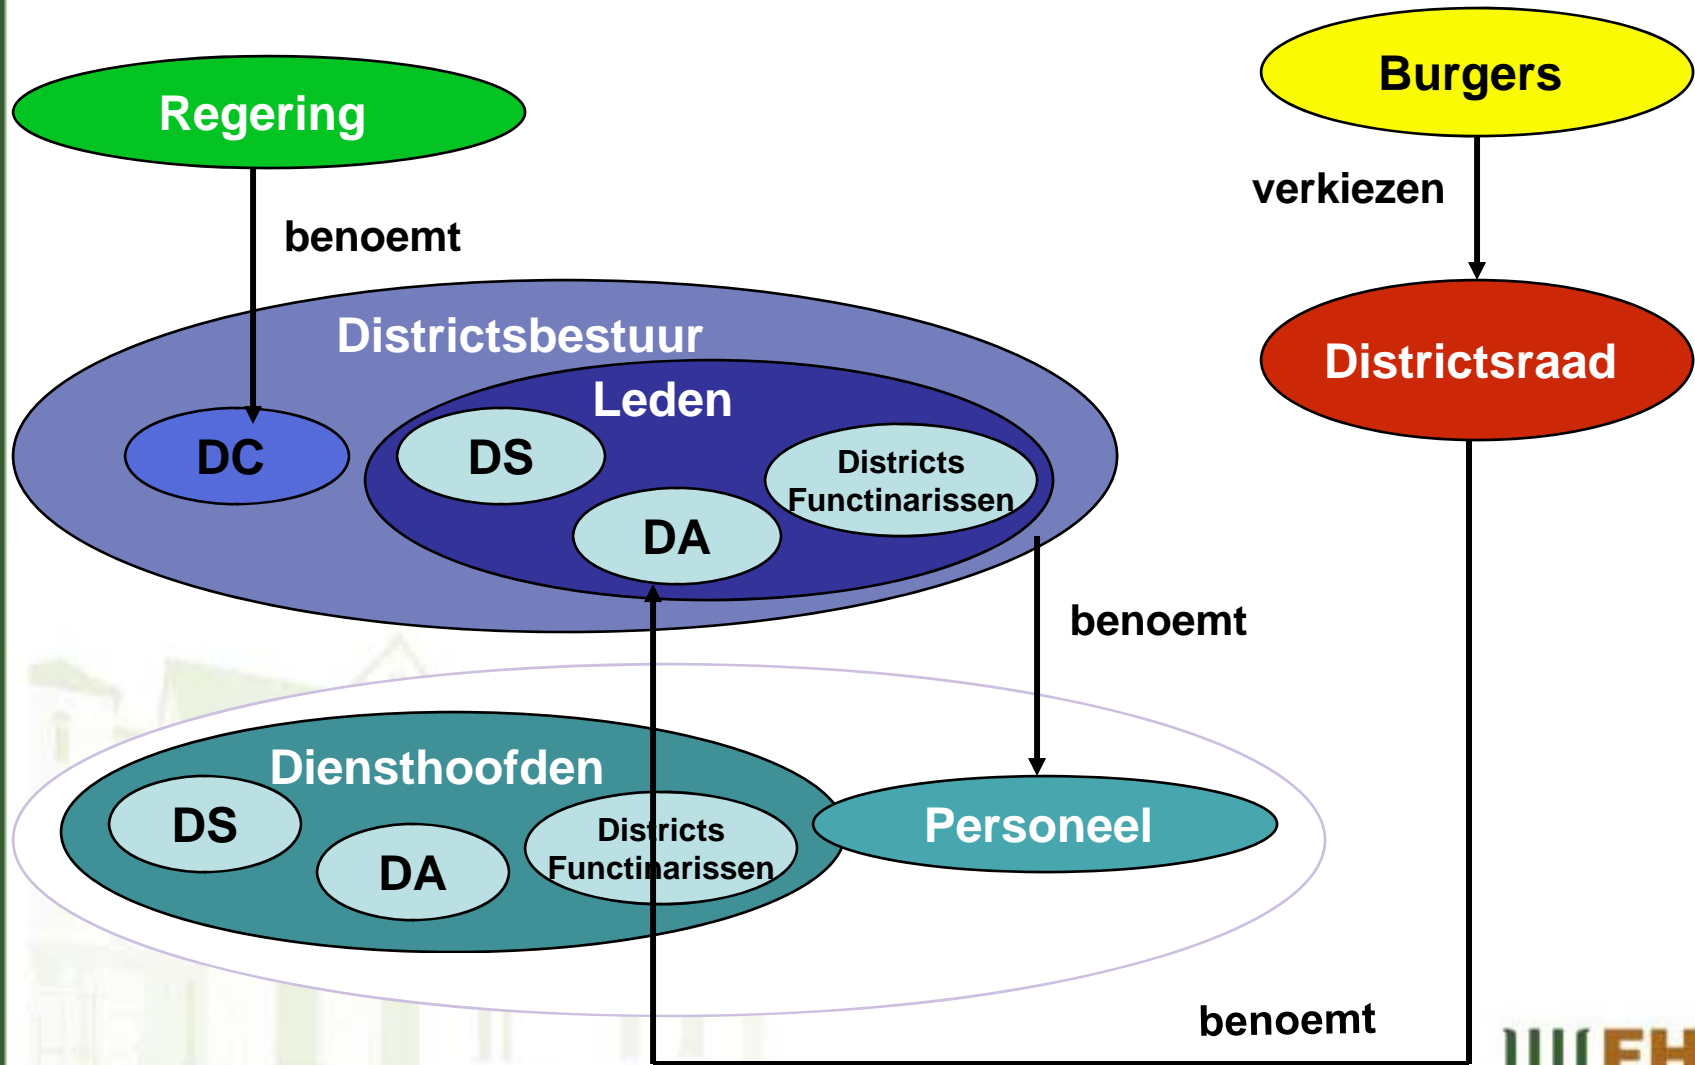 Regering
Burgers
verkiezen
benoemt
Districtsbestuur
Districtsraad
Leden
DC
DS
Districts
Functinarissen
DA
benoemt
Diensthoofden
DS
DA
Districts
Functinarissen
Personeel
benoemt